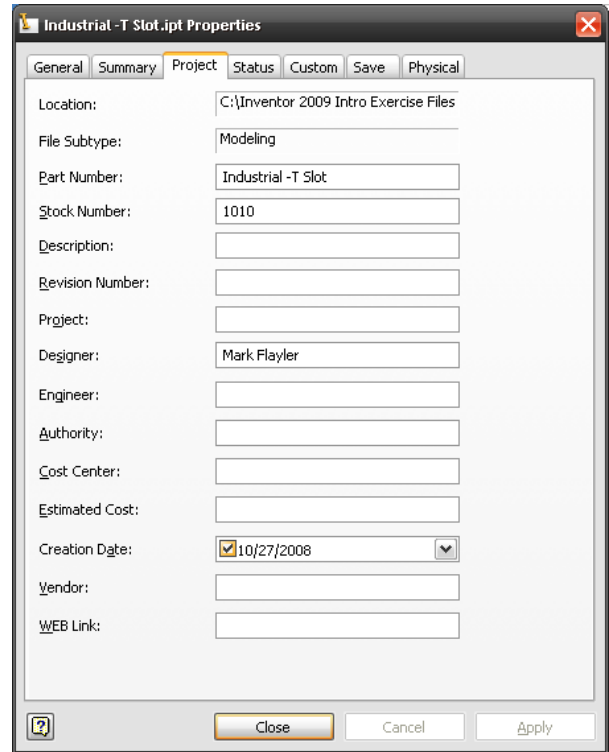 Industrial -T Slot.ipt Properties
General Summary Project Status Custom Save Physical
Location: C:\Inventor 2009 Intro Exercise Files
File Subtype: Modeling
Part Number: Industrial -T Slot
Stock Number: 1010
Description:
Revision Number:
Project:
Designer: Mark Flayler
Engineer:
Authority:
Cost Center:
Estimated Cost:
Creation Date: 10/27/2008
Vendor:
WEB Link:
Close Cancel Apply